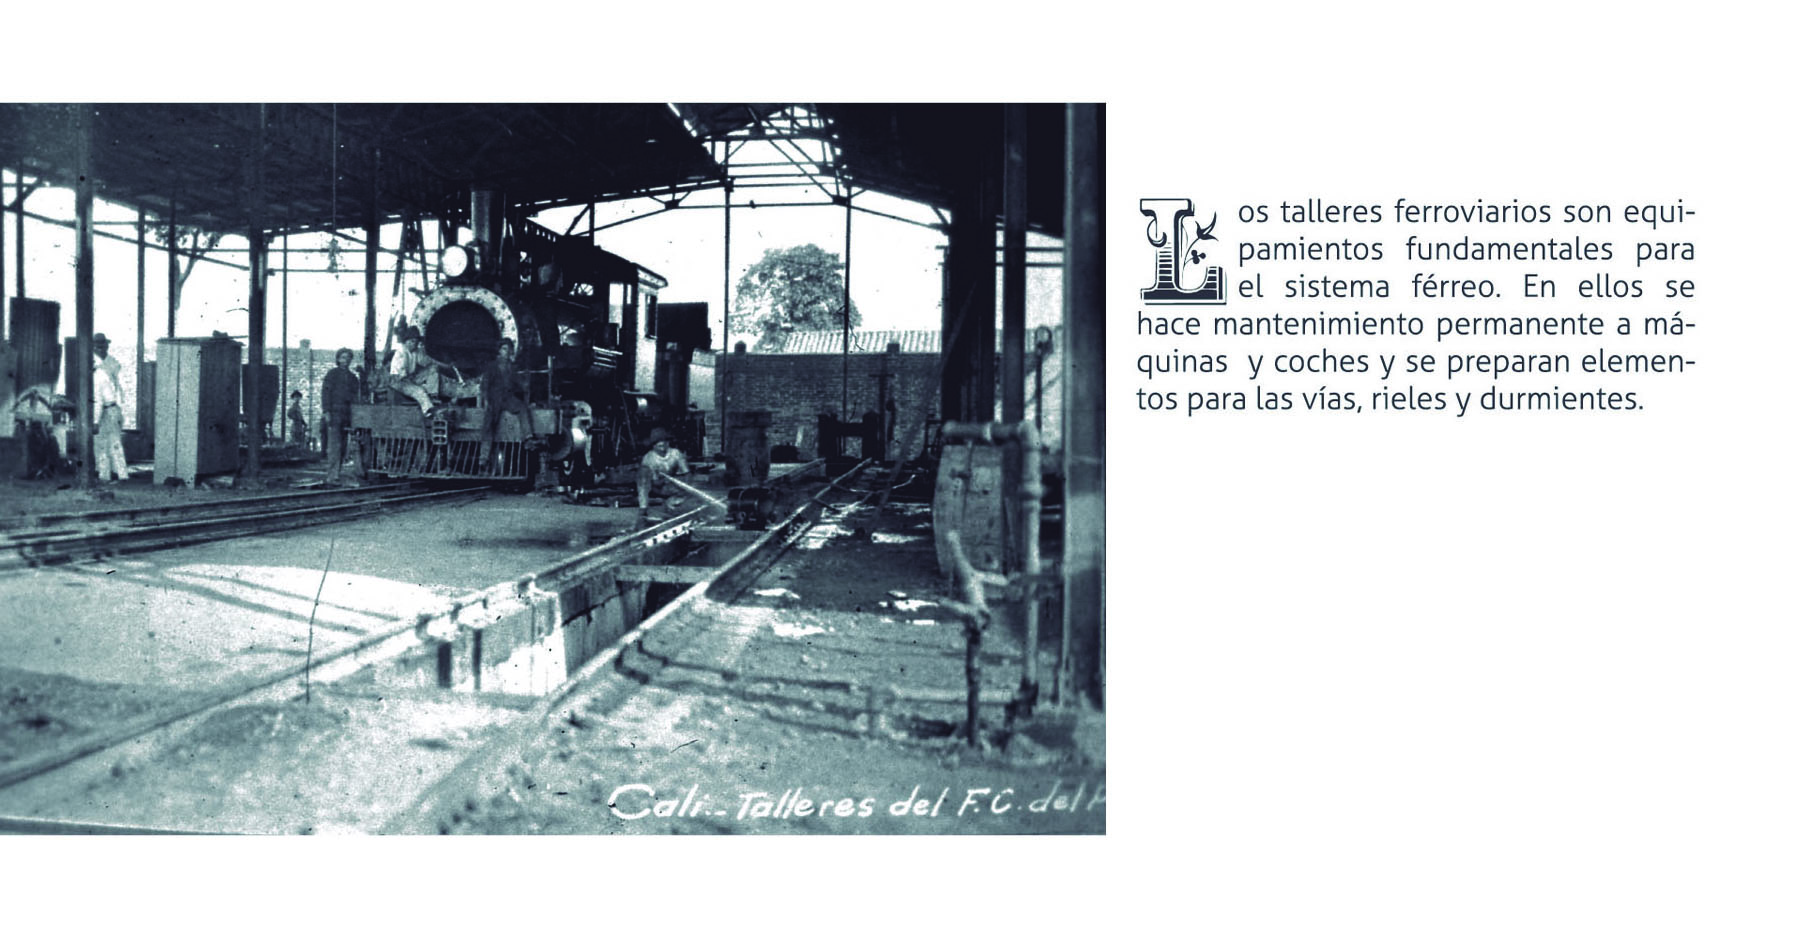 Los talleres ferroviarios son equi-
pamientos fundamentales para
el sistema férreo. En ellos se
hace mantenimiento permanente a má-
quinas y coches y se preparan elemen-
tos para las vías, rieles y durmientes.
Cali.- Talleres del F.C. del